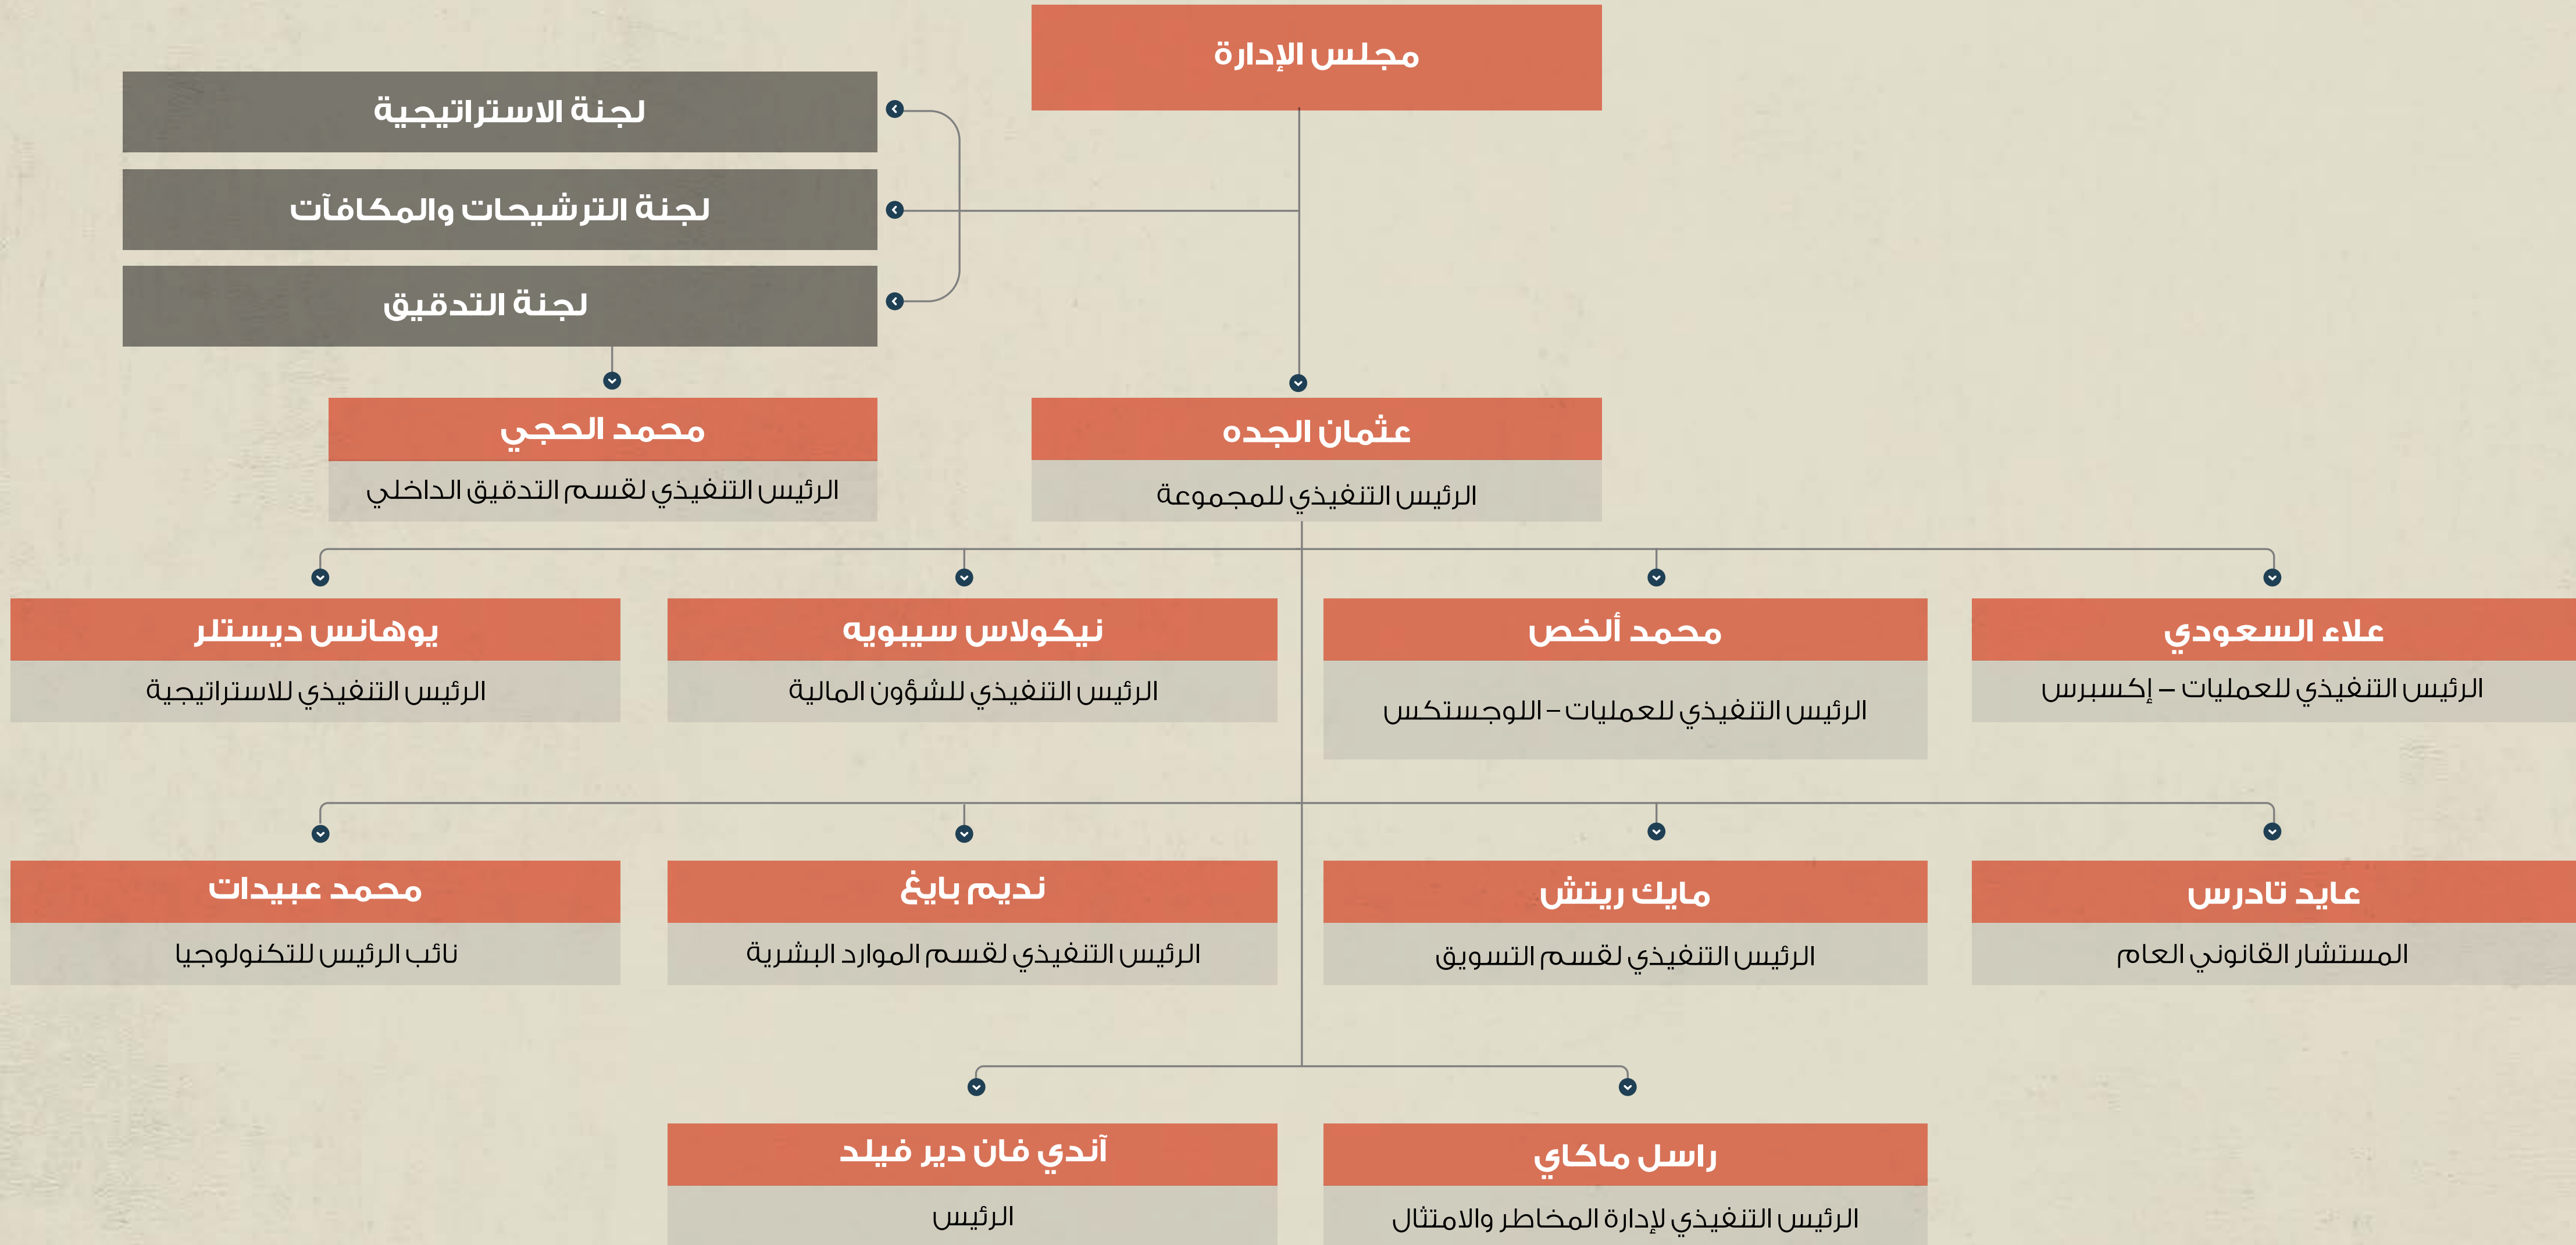 مجلس الإدارة
لجنة الاستراتيجية
لجنة الترشيحات والمكافآت
لجنة التدقيق
عثمان الجده
الرئيس التنفيذي للمجموعة
محمد الحجي
الرئيس التنفيذي لقسم التدقيق الداخلي
علاء السعودي
الرئيس التنفيذي للعمليات – إكسبرس
محمد ألخص
الرئيس التنفيذي للعمليات – اللوجستكس
نيكولاس سيبويه
الرئيس التنفيذي للشؤون المالية
يوهانس ديستلر
الرئيس التنفيذي للاستراتيجية
عايد تادرس
المستشار القانوني العام
مايك ريتش
الرئيس التنفيذي لقسم التسويق
نديم بايغ
الرئيس التنفيذي لقسم الموارد البشرية
محمد عبيدات
نائب الرئيس للتكنولوجيا
راسل ماكاي
الرئيس التنفيذي لإدارة المخاطر والامتثال
آندي فان دير فيلد
الرئيس